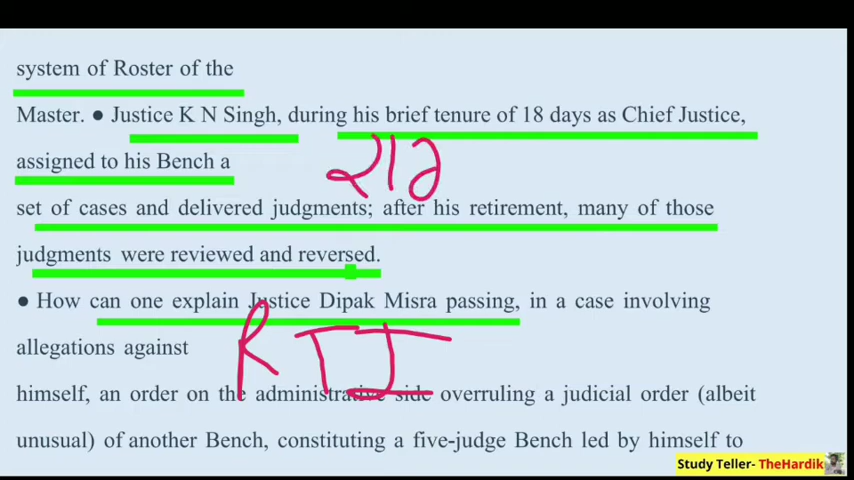 system of Roster of the
Master. ● Justice K N Singh, during his brief tenure of 18 days as Chief Justice,
assigned to his Bench a
set of cases and delivered judgments; after his retirement, many of those
judgments were reviewed and reversed.
● How can one explain Justice Dipak Misra passing, in a case involving
allegations against
RTI
himself, an order on the administrative side overruling a judicial order (albeit
unusual) of another Bench, constituting a five-judge Bench led by himself to
Study Teller- TheHardik